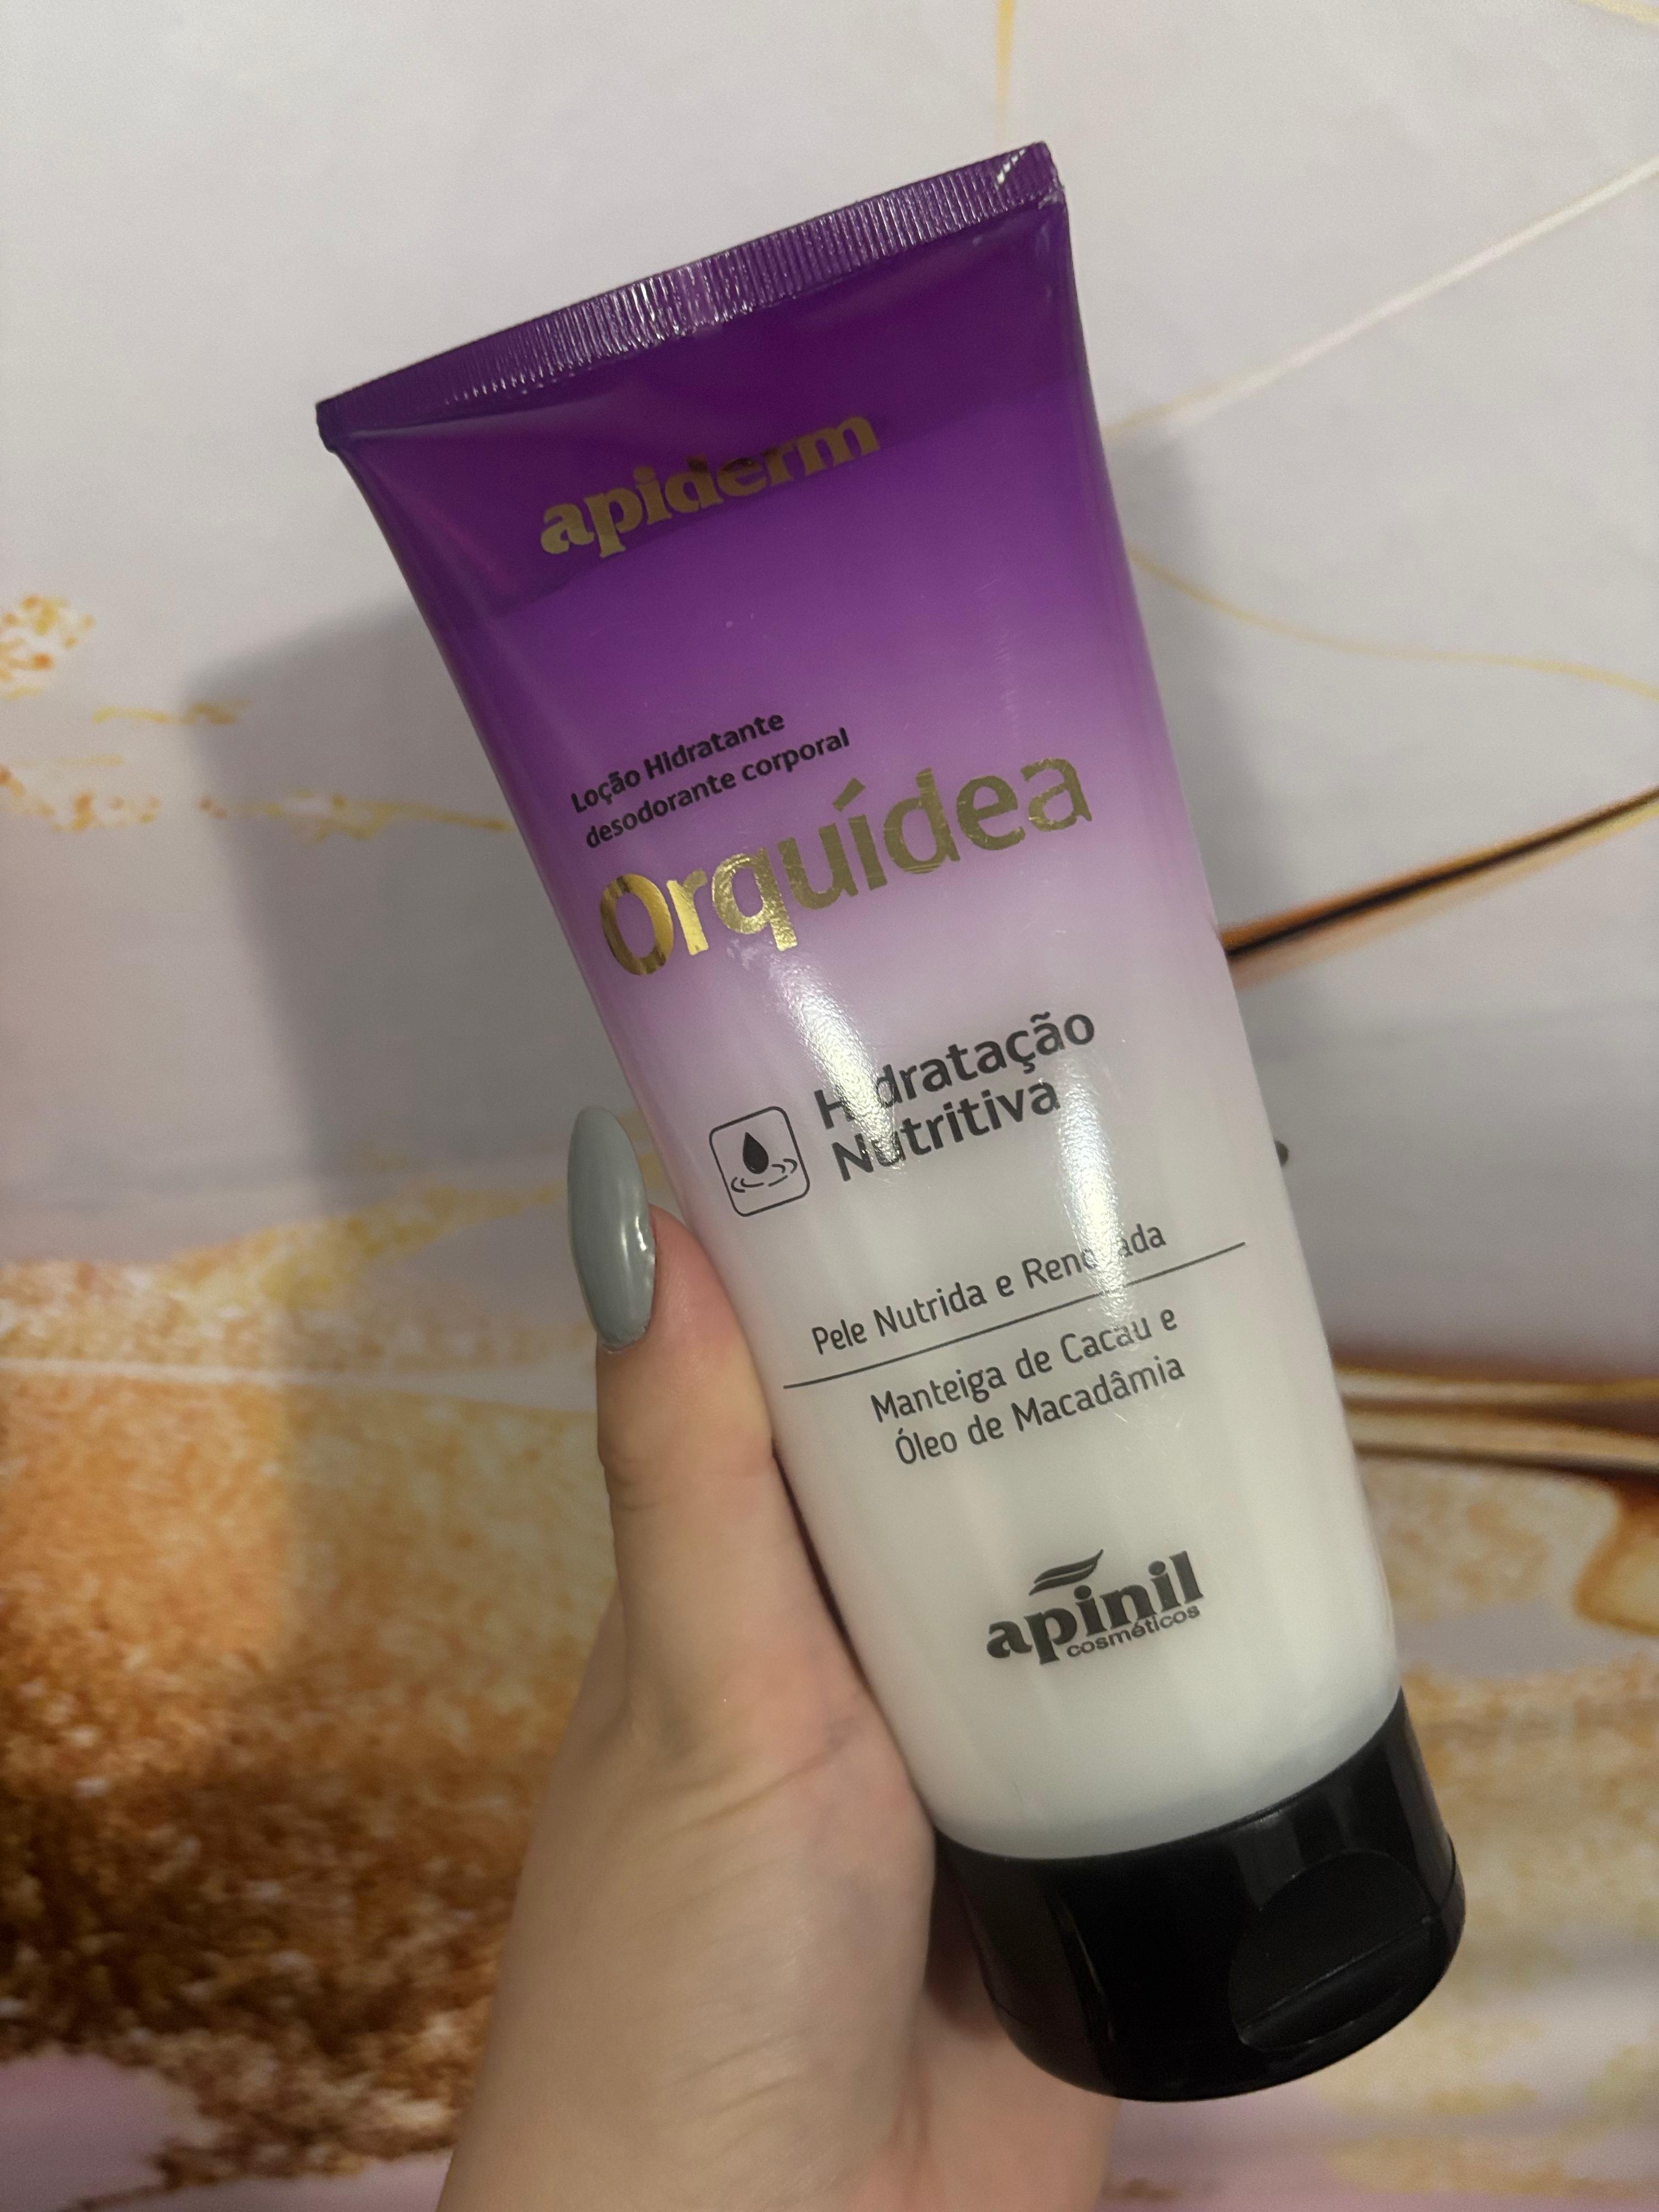 apiderm
Loção Hidratante
desodorante corporal
Orquídea
Hidratação
Nutritiva
Pele Nutrida e Renovada
Manteiga de Cacau e
Óleo de Macadâmia
apinil
cosméticos